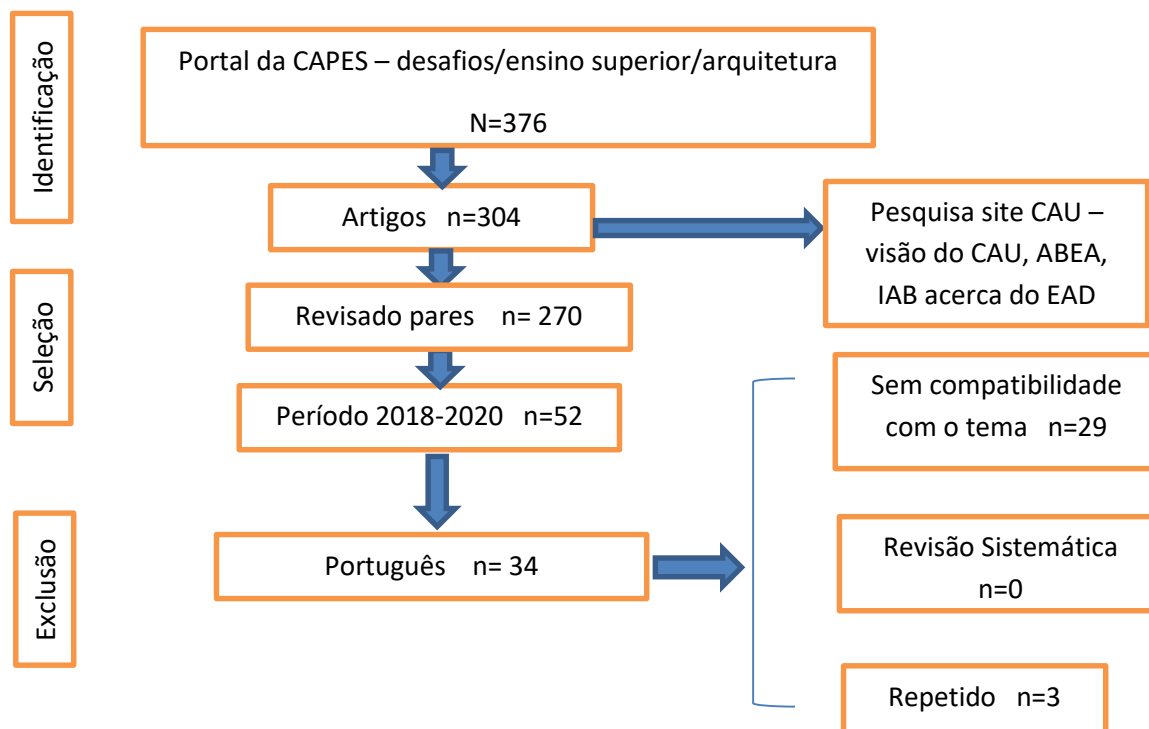 Identificação
Portal da CAPES – desafios/ensino superior/arquitetura
N=376
Artigos n=304
Pesquisa site CAU –
visão do CAU, ABEA,
IAB acerca do EAD
Seleção
Revisado pares n= 270
Período 2018-2020 n=52
Sem compatibilidade
com o tema n=29
Exclusão
Português n= 34
Revisão Sistemática
n=0
Repetido n=3